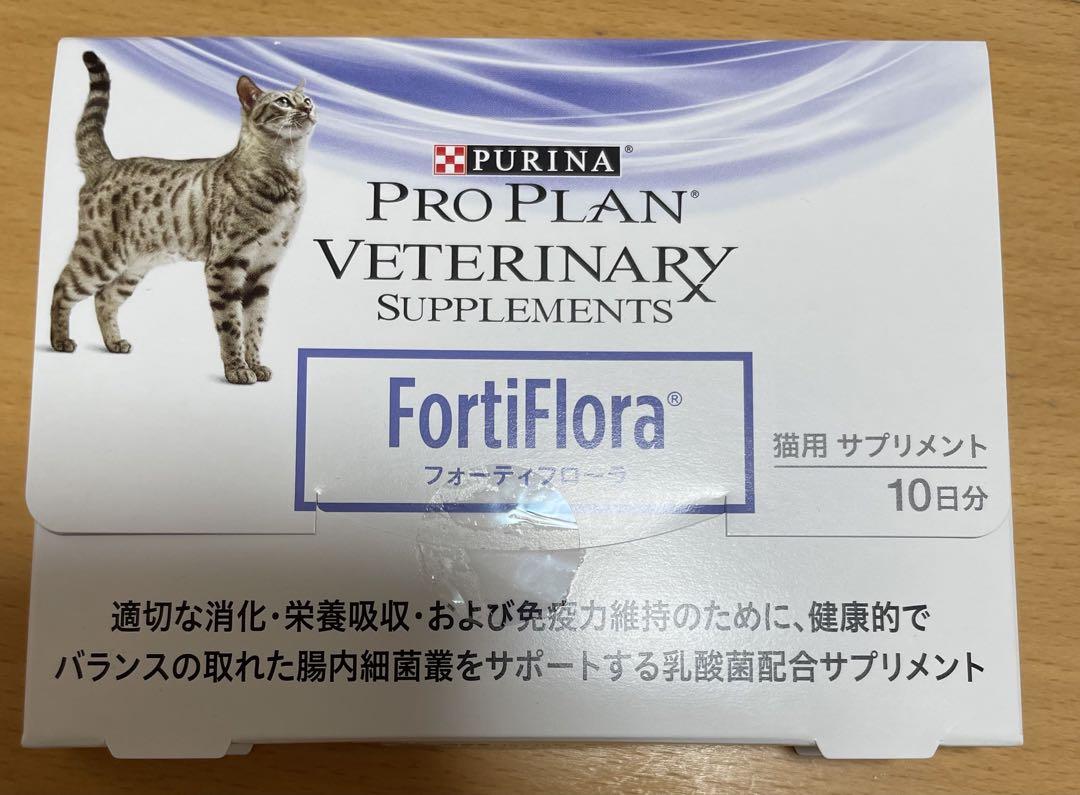 PURINA®
PRO PLAN®
VETERINARY
SUPPLEMENTS
FortiFlora®
フォーティフローラ
猫用 サプリメント
10日分
適切な消化・栄養吸収・および免疫力維持のために、健康的で
バランスの取れた腸内細菌叢をサポートする乳酸菌配合サプリメント